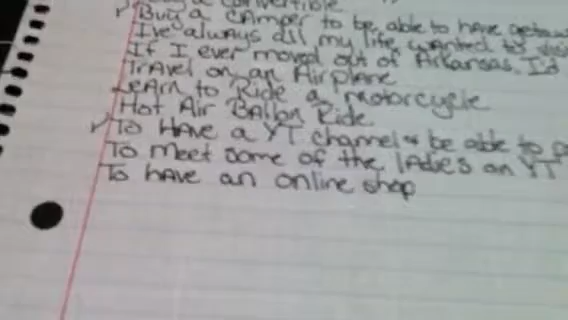 a convertible
Buy a camper to be able to have getaw
I've always all my life wanted to
If I ever moved out of Arkansas, I'd
Travel on an Airplane
Learn to Ride a motorcycle
Hot Air Ballon Ride
To Have a YT channel & be able to
To meet some of the ladies on YT
To have an online shop